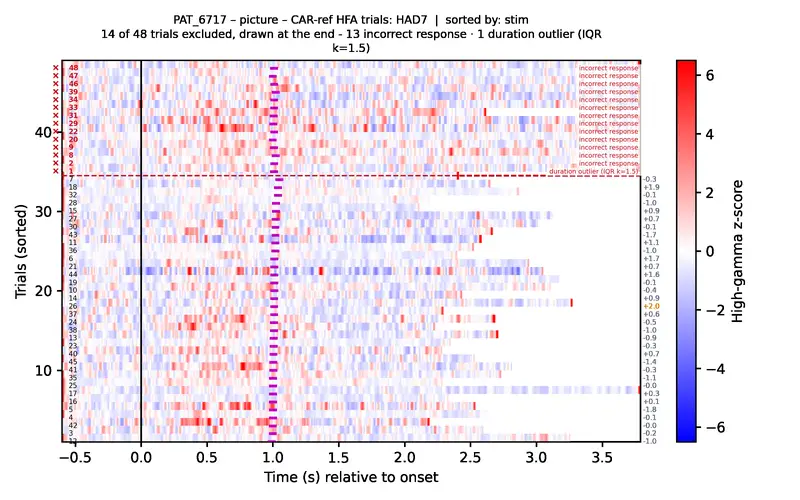 PAT_6717 – picture – CAR-ref HFA trials: HAD7 | sorted by: stim
14 of 48 trials excluded, drawn at the end - 13 incorrect response · 1 duration outlier (IQR
k=1.5)
× 48 incorrect response
× 47 incorrect response
× 46 incorrect response
× 39 incorrect response
× 34 incorrect response
× 33 incorrect response
× 31 incorrect response
× 29 incorrect response
40 × 22 incorrect response
× 20 incorrect response
× 9 incorrect response
× 8 incorrect response
× 2 incorrect response
× 1 duration outlier (IQR k=1.5)
7 -0.3
18 +1.9
32 -0.1
28 -1.0
30 15 +0.9
27 +0.7
30 -0.1
43 -1.7
11 +1.1
36 -1.0
6 +1.7
21 +0.7
44 +1.6
19 -0.1
20 10 -0.4
14 +0.9
26 +2.0
37 +0.6
24 -0.5
38 -1.0
13 -0.9
23 -0.3
40 +0.7
45 -1.4
10 41 -0.3
35 -1.1
25 -0.0
17 +0.3
16 +0.1
5 -1.8
4 -0.1
42 -0.0
3 -0.2
12 -1.0
Trials (sorted)
−0.5 0.0 0.5 1.0 1.5 2.0 2.5 3.0 3.5
Time (s) relative to onset
6
4
2
0
−2
−4
−6
High-gamma z-score